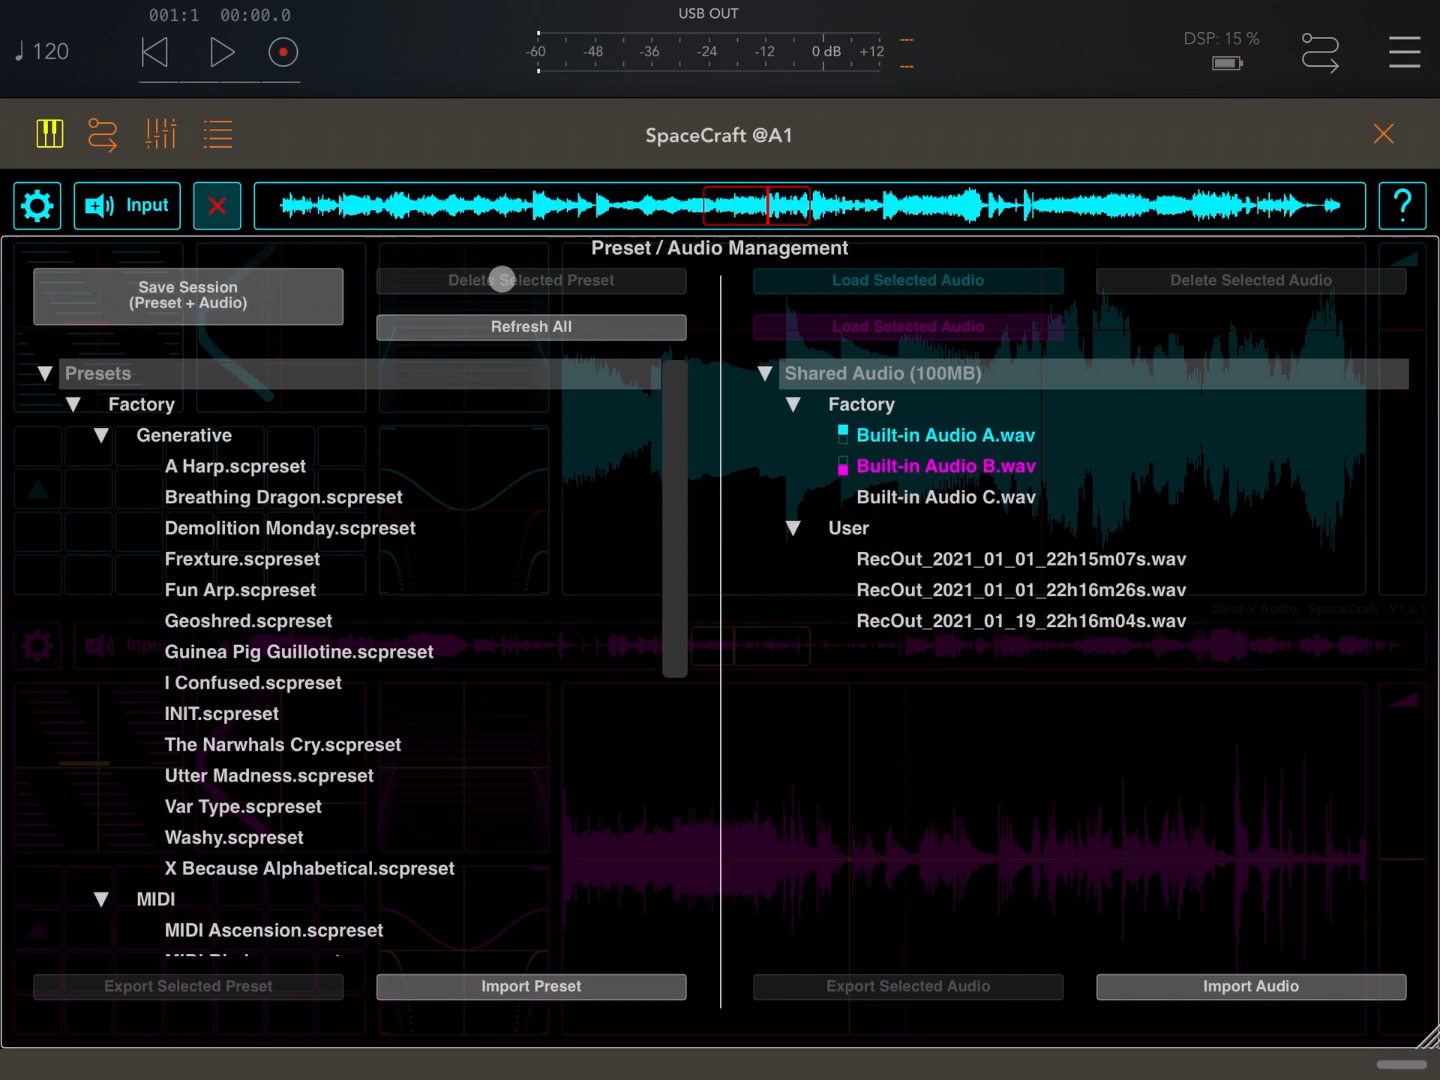 001:1 00:00.0
USB OUT
♩ 120
-60 -48 -36 -24 -12 0 dB +12
DSP: 15 %
SpaceCraft @A1
Input
?
Preset / Audio Management
Save Session
(Preset + Audio)
Delete Selected Preset
Refresh All
Load Selected Audio
Delete Selected Audio
Load Selected Audio
Presets
Factory
Generative
A Harp.scpreset
Breathing Dragon.scpreset
Demolition Monday.scpreset
Frexture.scpreset
Fun Arp.scpreset
Geoshred.scpreset
Guinea Pig Guillotine.scpreset
I Confused.scpreset
INIT.scpreset
The Narwhals Cry.scpreset
Utter Madness.scpreset
Var Type.scpreset
Washy.scpreset
X Because Alphabetical.scpreset
MIDI
MIDI Ascension.scpreset
Shared Audio (100MB)
Factory
Built-in Audio A.wav
Built-in Audio B.wav
Built-in Audio C.wav
User
RecOut_2021_01_01_22h15m07s.wav
RecOut_2021_01_01_22h16m26s.wav
RecOut_2021_01_19_22h16m04s.wav
Delta-V Audio SpaceCraft
Input
Export Selected Preset
Import Preset
Export Selected Audio
Import Audio